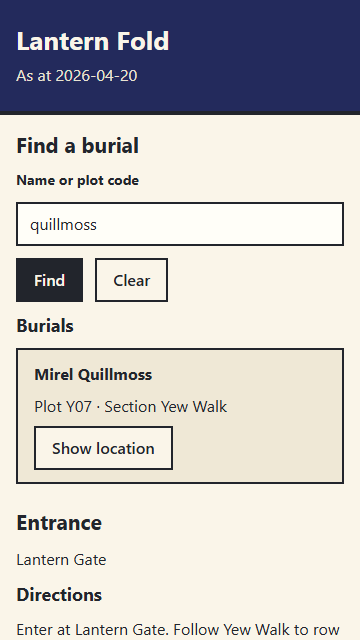 Lantern Fold
As at 2026-04-20
Find a burial
Name or plot code
quillmoss
Find
Clear
Burials
Mirel Quillmoss
Plot Y07 · Section Yew Walk
Show location
Entrance
Lantern Gate
Directions
Enter at Lantern Gate. Follow Yew Walk to row